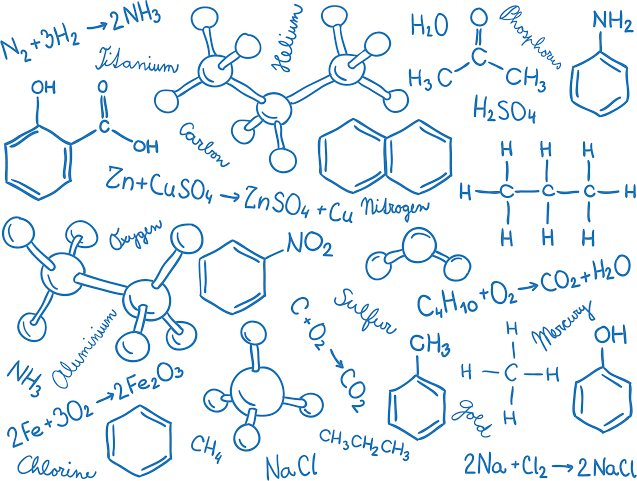 N2+3H2→2NH3
Titanium
Helium
H2O
O
H3C CH3
Phosphorus
NH2
H2SO4
OH
O
C
OH
Carbon
Zn+CuSO4→ZnSO4+Cu
Nitrogen
H H H
H C C C H
H H H
Oxygen
NO2
Sulfur
C4H10+O2→CO2+H2O
Mercury
Aluminium
NH3
C+O2→CO2
CH3
H
H C H
H
OH
2Fe+3O2→2Fe2O3
Gold
Chlorine
CH4
NaCl
CH3CH2CH3
2Na+Cl2→2NaCl